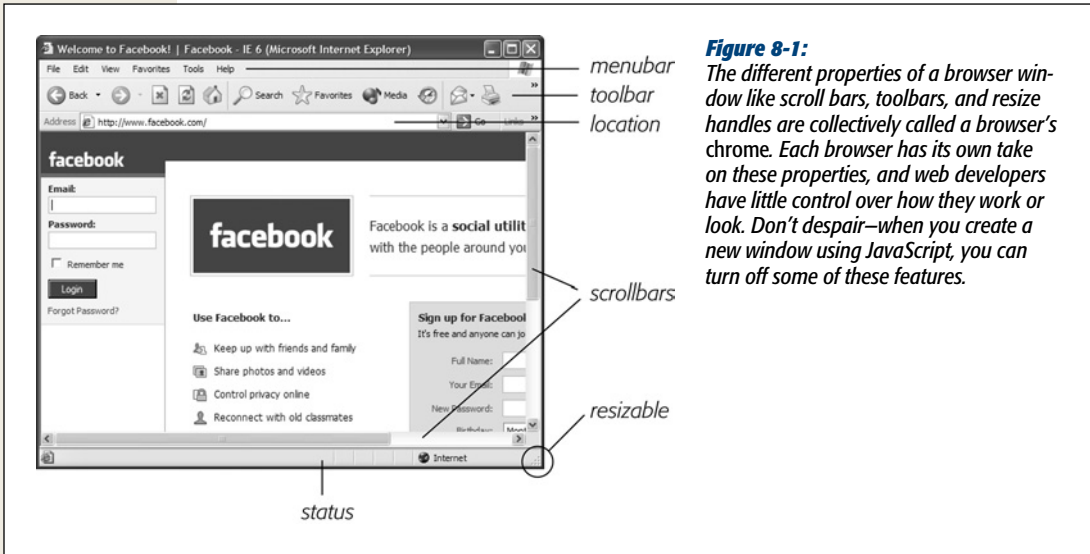 Welcome to Facebook! | Facebook - IE 6 (Microsoft Internet Explorer)
File Edit View Favorites Tools Help
menubar
Back Search Favorites Media
toolbar
Address http://www.facebook.com/ Go Links
location
facebook
Email:
Password:
Remember me
Login
Forgot Password?
facebook
Facebook is a social utilit
with the people around you
Use Facebook to...
Keep up with friends and family
Share photos and videos
Control privacy online
Reconnect with old classmates
Sign up for Facebool
It's free and anyone can jo
Full Name:
Your Email:
New Password:
Birthday:
scrollbars
resizable
Internet
status
Figure 8-1:
The different properties of a browser win-
dow like scroll bars, toolbars, and resize
handles are collectively called a browser's
chrome. Each browser has its own take
on these properties, and web developers
have little control over how they work or
look. Don't despair—when you create a
new window using JavaScript, you can
turn off some of these features.